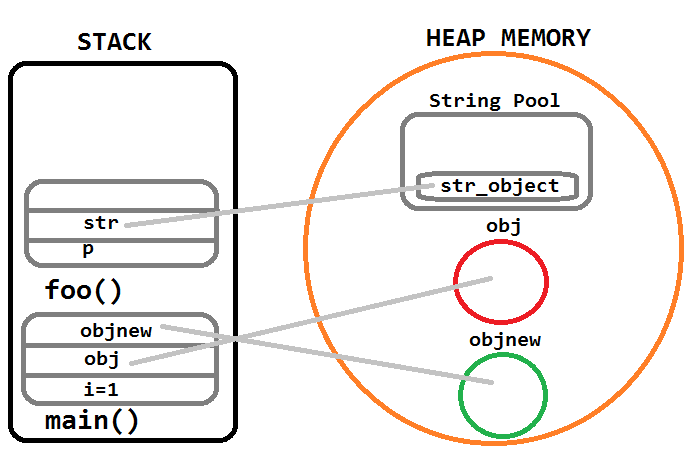 STACK
str
p
foo()
objnew
obj
i=1
main()
HEAP MEMORY
String Pool
str_object
obj
objnew